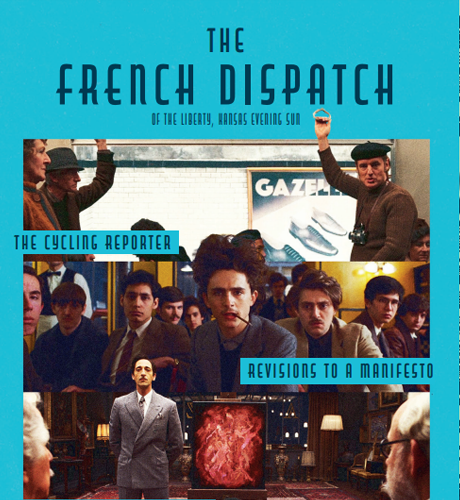 THE
FRENCH DISPATCH
OF THE LIBERTY, KANSAS EVENING SUN
GAZELLE
THE CYCLING REPORTER
REVISIONS TO A MANIFESTO